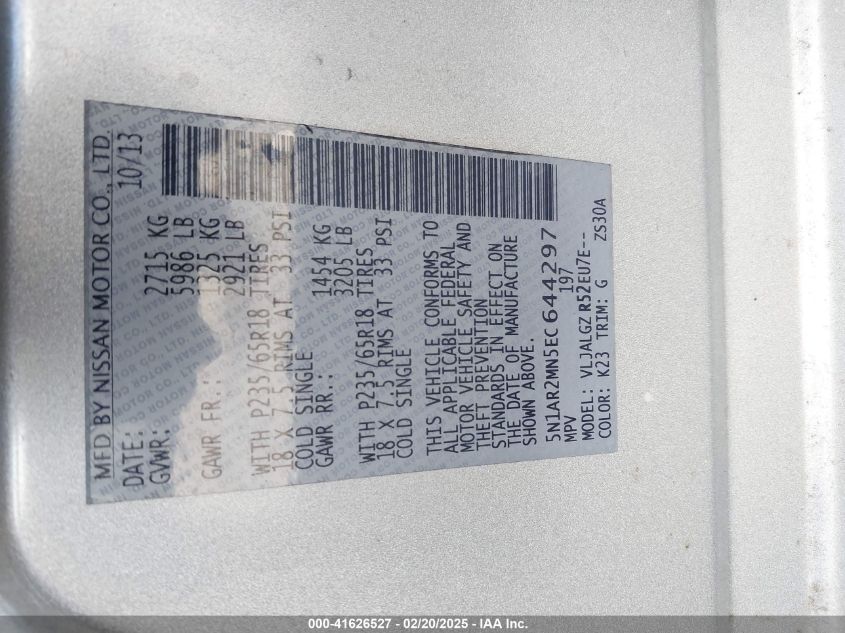 MFD BY NISSAN MOTOR CO., LTD.
DATE: 10/13
GVWR: 2715 KG
5986 LB
GAWR FR.: 1325 KG
2921 LB
WITH P235/65R18 TIRES
18 X 7.5 RIMS AT 33 PSI
COLD SINGLE
GAWR RR.: 1454 KG
3205 LB
WITH P235/65R18 TIRES
18 X 7.5 RIMS AT 33 PSI
COLD SINGLE
THIS VEHICLE CONFORMS TO
ALL APPLICABLE FEDERAL
MOTOR VEHICLE SAFETY AND
THEFT PREVENTION
STANDARDS IN EFFECT ON
THE DATE OF MANUFACTURE
SHOWN ABOVE.
5N1AR2MN5EC644297
MPV 197
MODEL: VLJALGZ R52EU7E--
COLOR: K23 TRIM: G ZS30A
000-41626527 - 02/20/2025 - IAA, Inc.